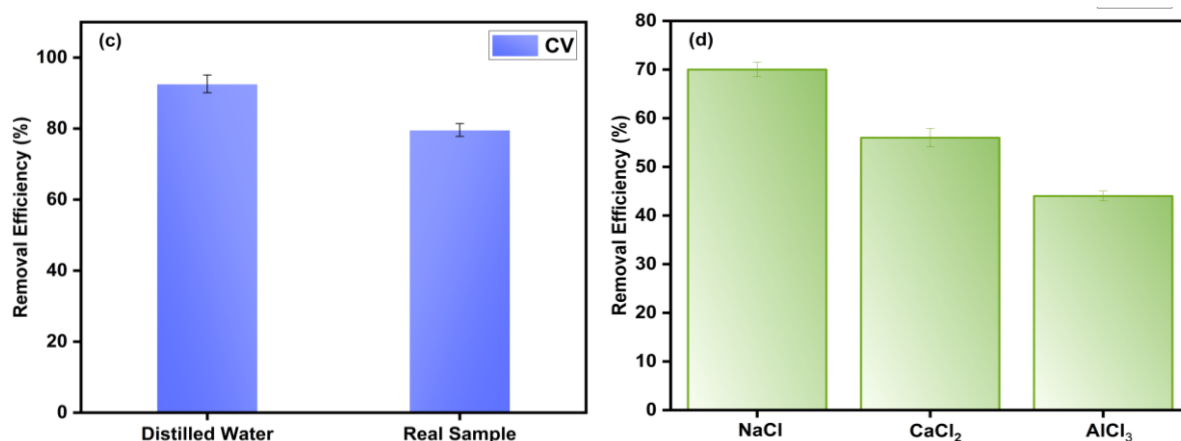 (c)
CV
100
80
60
40
20
0
Removal Efficiency (%)
Distilled Water Real Sample
(d)
80
70
60
50
40
30
20
10
0
Removal Efficiency (%)
NaCl CaCl₂ AlCl₃